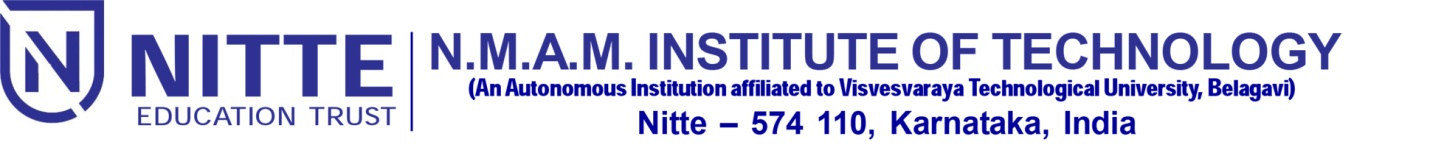 N
NITTE
EDUCATION TRUST
N.M.A.M. INSTITUTE OF TECHNOLOGY
(An Autonomous Institution affiliated to Visvesvaraya Technological University, Belagavi)
Nitte – 574 110, Karnataka, India